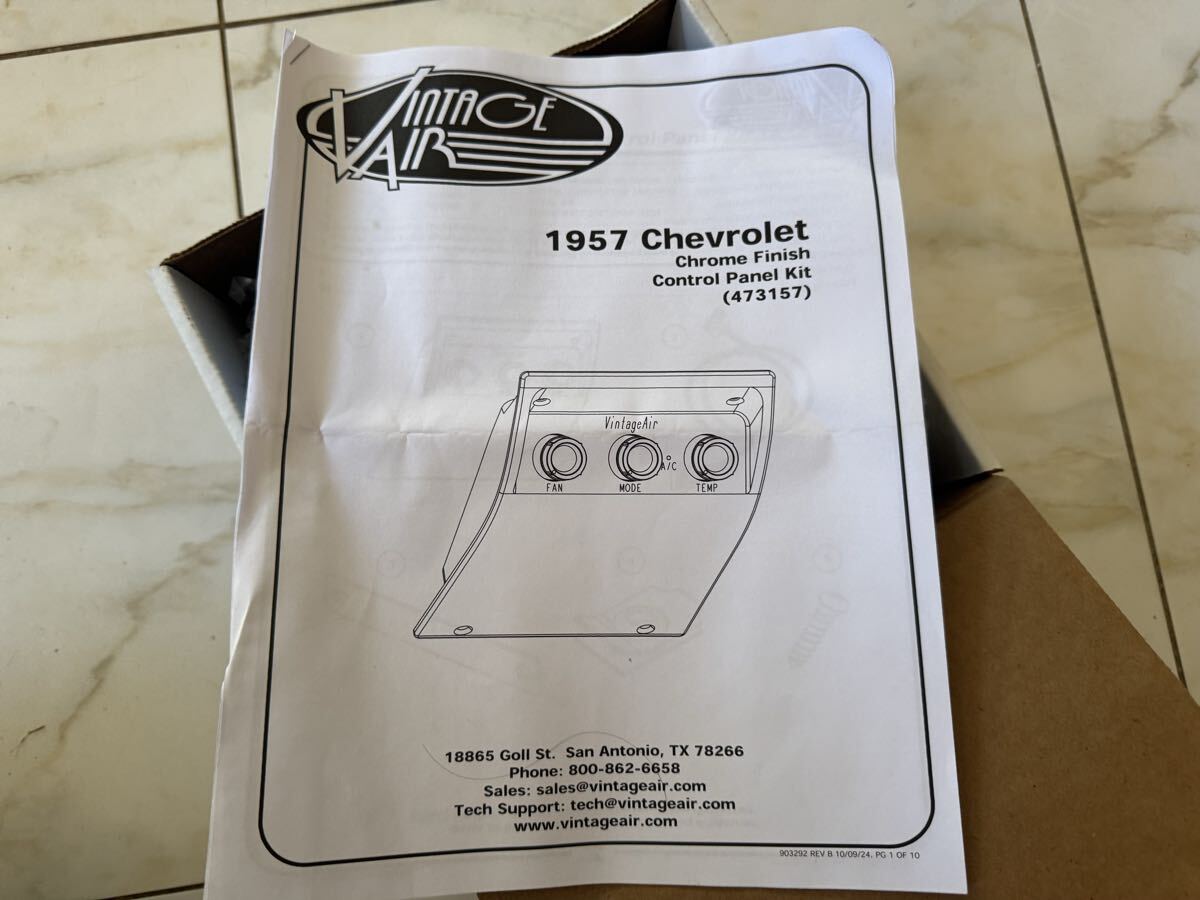 VINTAGE
AIR
1957 Chevrolet
Chrome Finish
Control Panel Kit
(473157)
VintageAir
A/C
FAN MODE TEMP
18865 Goll St. San Antonio, TX 78266
Phone: 800-862-6658
Sales: sales@vintageair.com
Tech Support: tech@vintageair.com
www.vintageair.com
903292 REV B 10/09/24, PG 1 OF 10